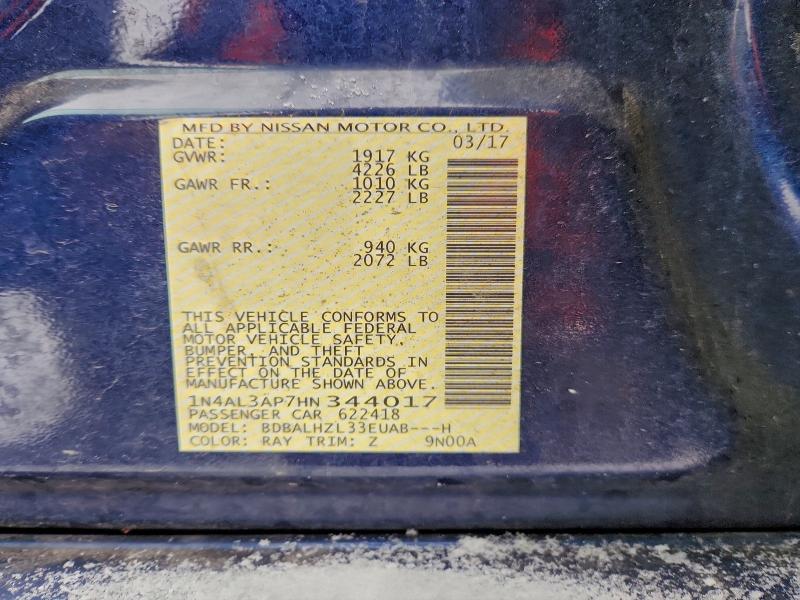 MFD BY NISSAN MOTOR CO., LTD.
DATE: 03/17
GVWR: 1917 KG
4226 LB
GAWR FR.: 1010 KG
2227 LB
GAWR RR.: 940 KG
2072 LB
THIS VEHICLE CONFORMS TO
ALL APPLICABLE FEDERAL
MOTOR VEHICLE SAFETY,
BUMPER, AND THEFT
PREVENTION STANDARDS IN
EFFECT ON THE DATE OF
MANUFACTURE SHOWN ABOVE.
1N4AL3AP7HN344017
PASSENGER CAR 622418
MODEL: BDBALHZL33EUAB---H
COLOR: RAY TRIM: Z 9N00A